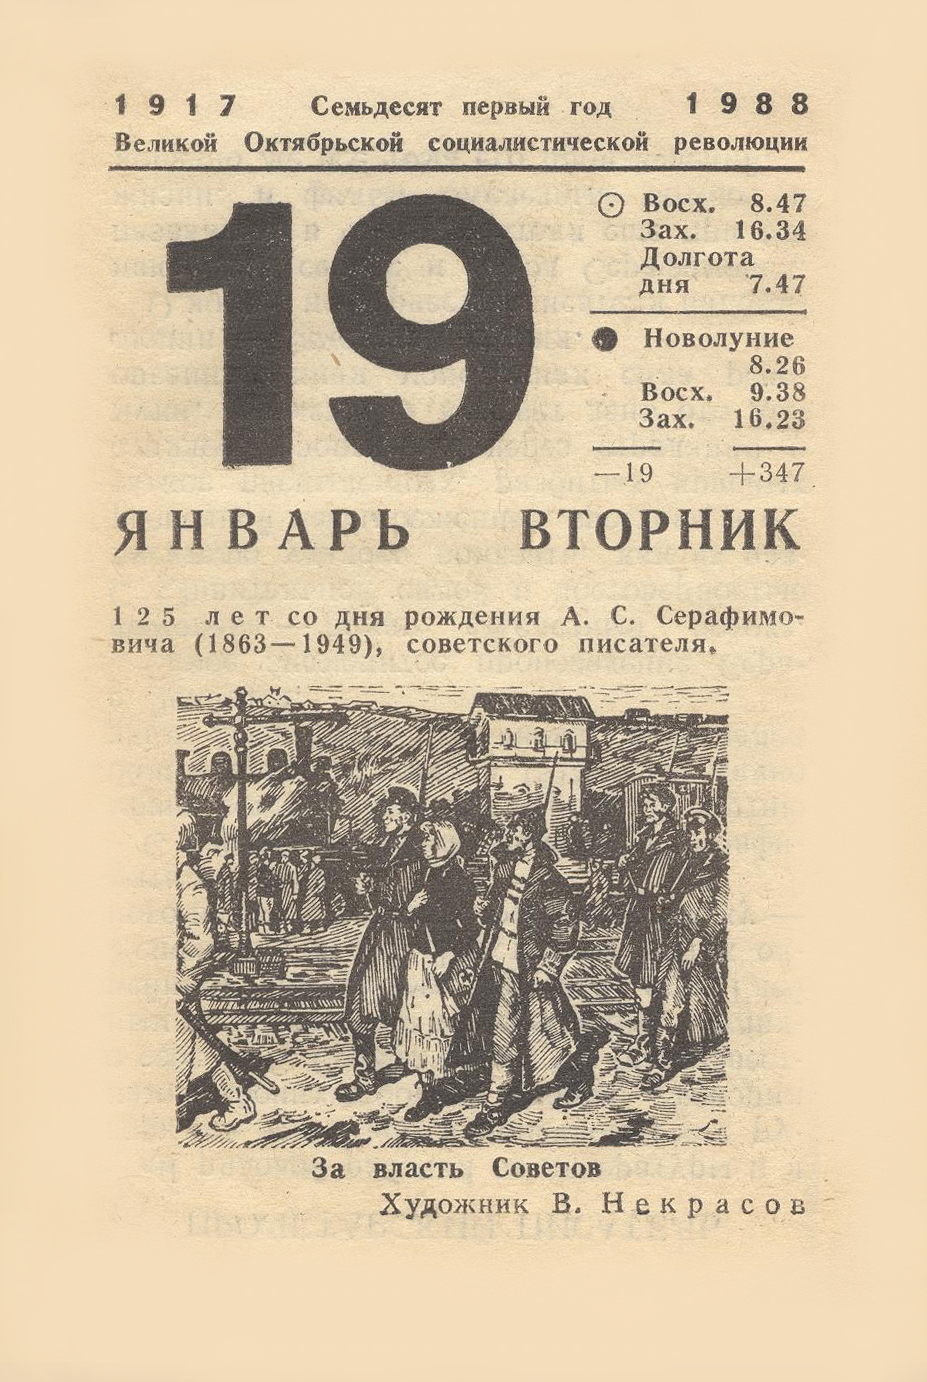 1917 Семьдесят первый год 1988
Великой Октябрьской социалистической революции
19
Восх. 8.47
Зах. 16.34
Долгота
дня 7.47
Новолуние
8.26
Восх. 9.38
Зах. 16.23
—19 +347
ЯНВАРЬ ВТОРНИК
125 лет со дня рождения А. С. Серафимо-
вича (1863—1949), советского писателя.
За власть Советов
Художник В. Некрасов